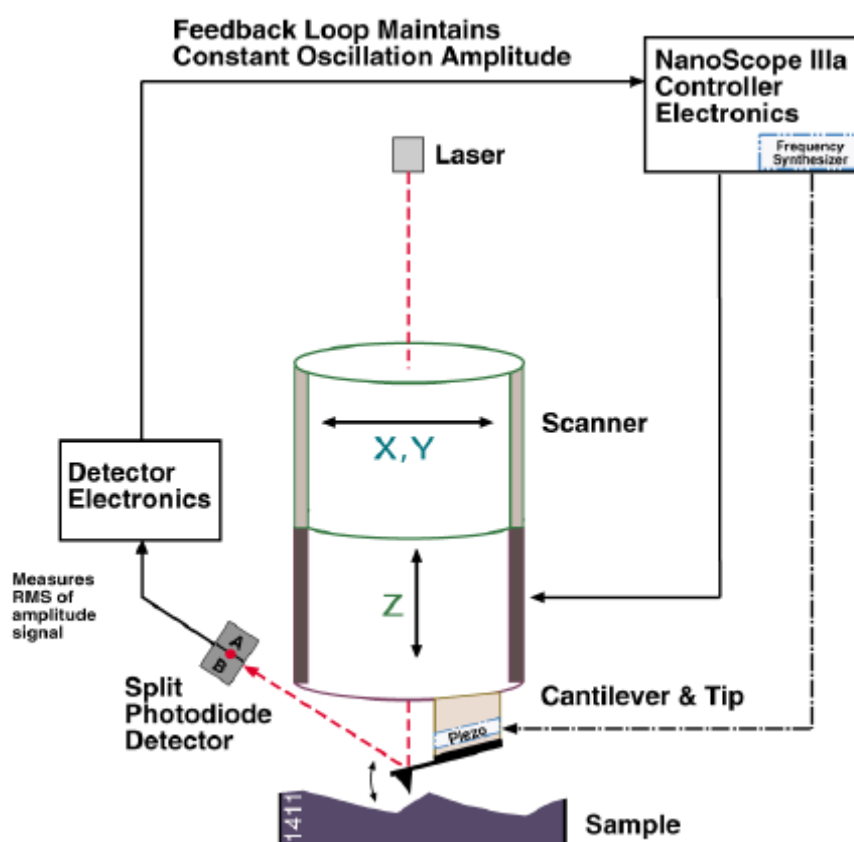 Feedback Loop Maintains
Constant Oscillation Amplitude
NanoScope IIIa
Controller
Electronics
Frequency
Synthesizer
Laser
Scanner
X, Y
Detector
Electronics
Z
Measures
RMS of
amplitude
signal
A
B
Split
Photodiode
Detector
Cantilever & Tip
Piezo
1411
Sample